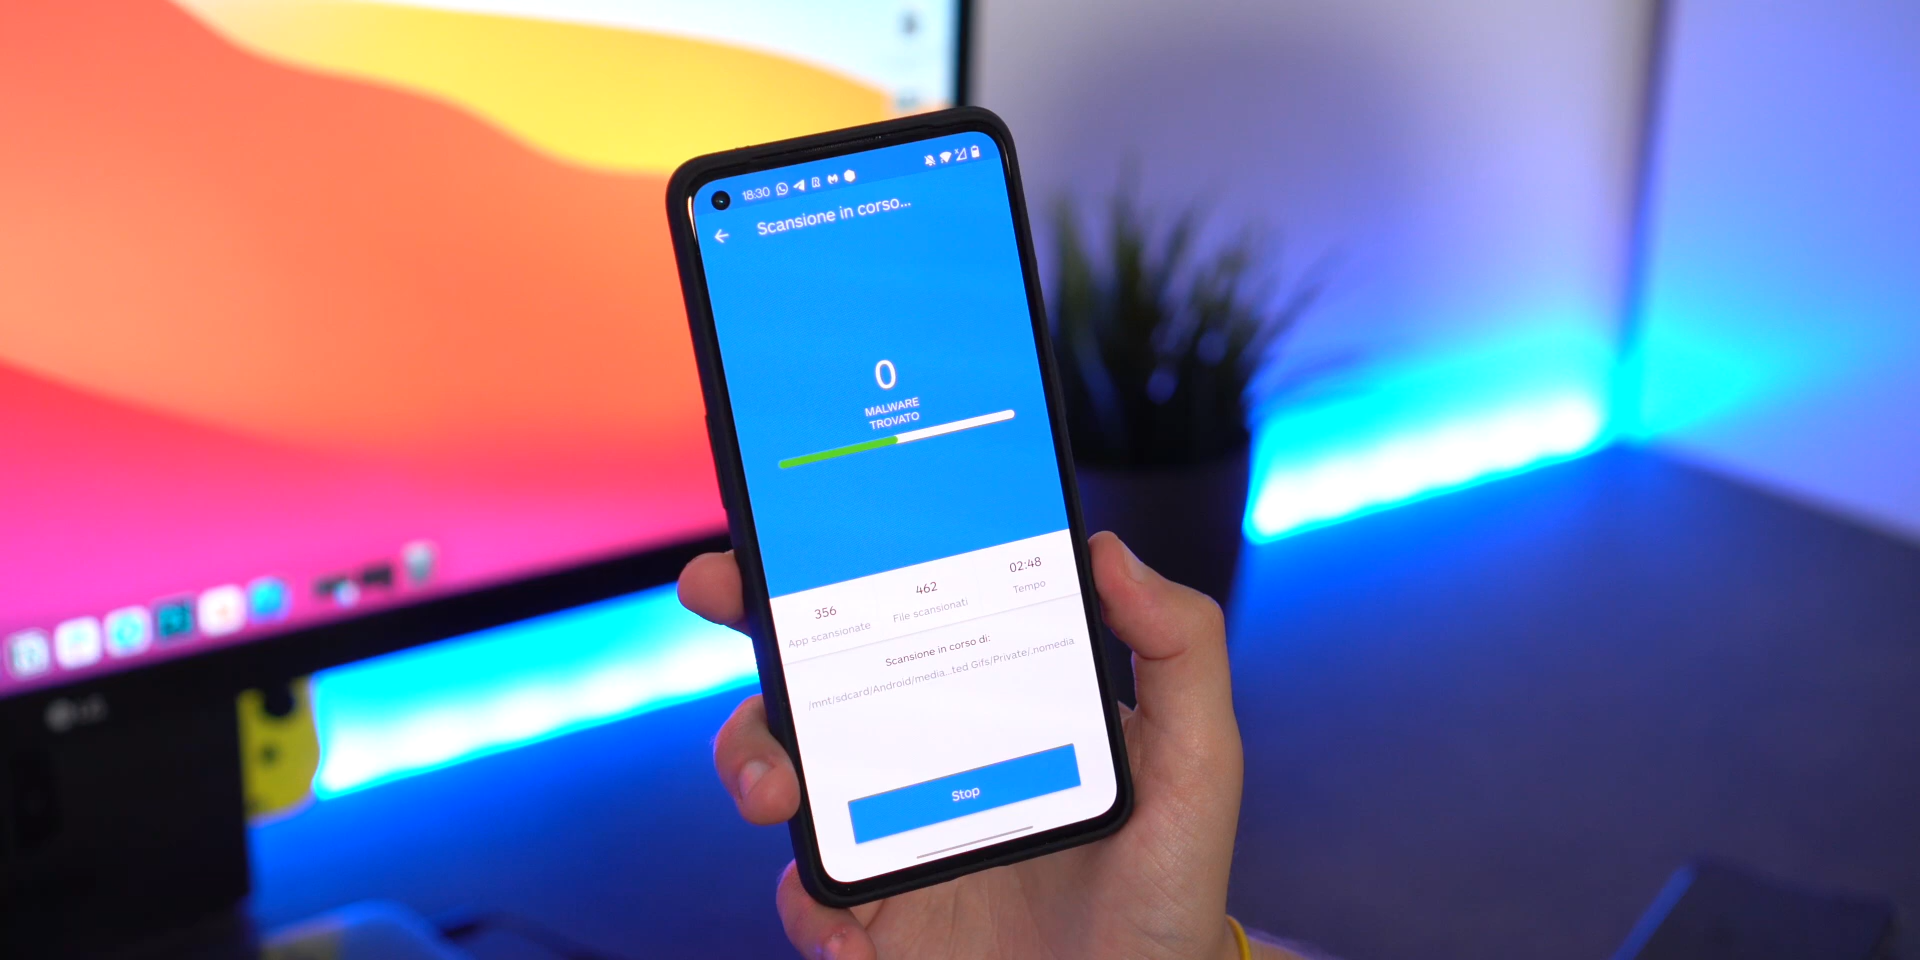 18:30
Scansione in corso...
0
MALWARE
TROVATO
356
App scansionate
462
File scansionati
02:48
Tempo
Scansione in corso di:
/mnt/sdcard/Android/media...ted Gifs/Private/.nomedia
Stop
LG